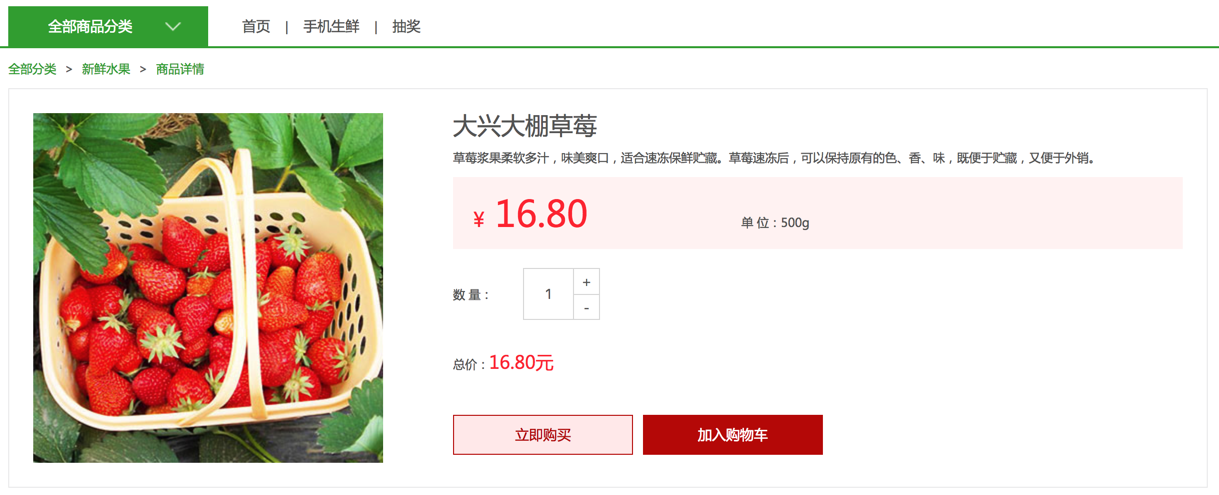 全部商品分类 首页 | 手机生鲜 | 抽奖
全部分类 > 新鲜水果 > 商品详情
大兴大棚草莓
草莓浆果柔软多汁，味美爽口，适合速冻保鲜贮藏。草莓速冻后，可以保持原有的色、香、味，既便于贮藏，又便于外销。
¥ 16.80 单 位：500g
数 量： 1 + -
总价：16.80元
立即购买 加入购物车